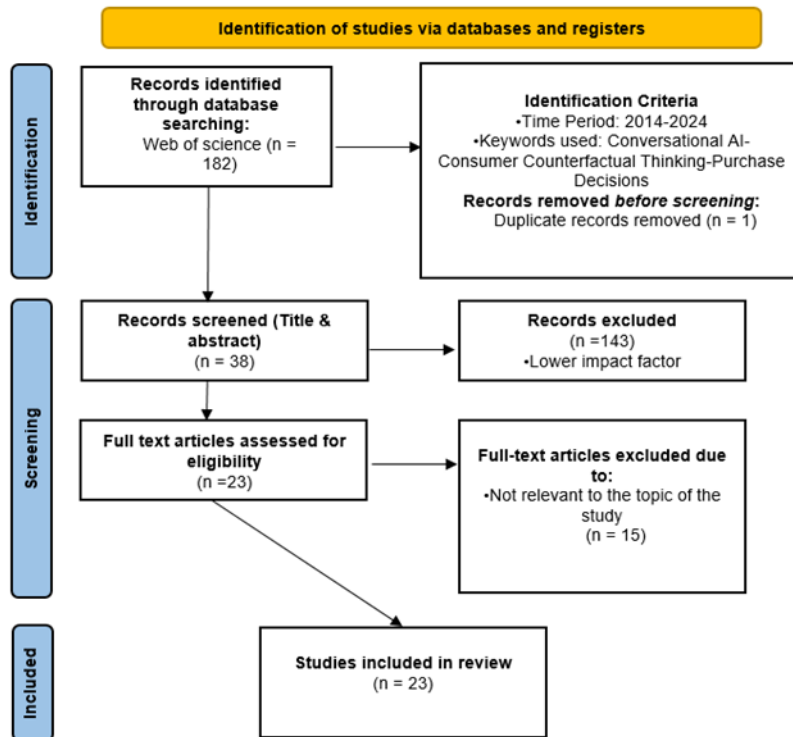 Identification of studies via databases and registers
Identification
Records identified
through database
searching:
Web of science (n =
182)
Identification Criteria
•Time Period: 2014-2024
•Keywords used: Conversational AI-
Consumer Counterfactual Thinking-Purchase
Decisions
Records removed before screening:
Duplicate records removed (n = 1)
Screening
Records screened (Title &
abstract)
(n = 38)
Records excluded
(n =143)
•Lower impact factor
Full text articles assessed for
eligibility
(n =23)
Full-text articles excluded due
to:
•Not relevant to the topic of the
study
(n = 15)
Included
Studies included in review
(n = 23)